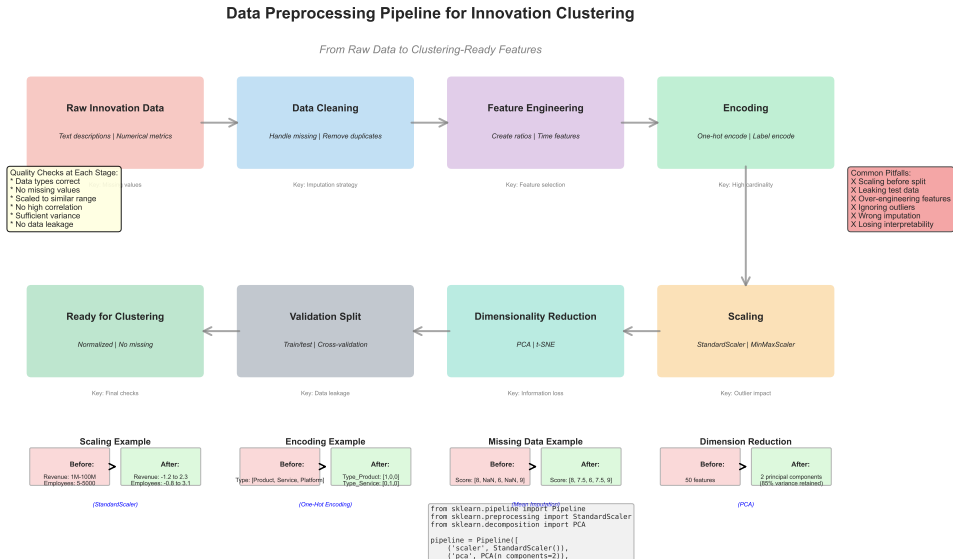 Data Preprocessing Pipeline for Innovation Clustering
From Raw Data to Clustering-Ready Features
Raw Innovation Data
Text descriptions | Numerical metrics
values
Data Cleaning
Handle missing | Remove duplicates
Key: Imputation strategy
Feature Engineering
Create ratios | Time features
Key: Feature selection
Encoding
One-hot encode | Label encode
Key: High cardinality
Quality Checks at Each Stage:
* Data types correct
* No missing values
* Scaled to similar range
* No high correlation
* Sufficient variance
* No data leakage
Common Pitfalls:
X Scaling before split
X Leaking test data
X Over-engineering features
X Ignoring outliers
X Wrong imputation
X Losing interpretability
Ready for Clustering
Normalized | No missing
Key: Final checks
Validation Split
Train/test | Cross-validation
Key: Data leakage
Dimensionality Reduction
PCA | t-SNE
Key: Information loss
Scaling
StandardScaler | MinMaxScaler
Key: Outlier impact
Scaling Example
Before:
Revenue: 1M-100M
Employees: 5-5000
>
After:
Revenue: -1.2 to 2.3
Employees: -0.8 to 3.1
(StandardScaler)
Encoding Example
Before:
Type: [Product, Service, Platform]
>
After:
Type_Product: [1,0,0]
Type_Service: [0,1,0]
(One-Hot Encoding)
Missing Data Example
Before:
Score: [8, NaN, 6, NaN, 9]
>
After:
Score: [8, 7.5, 6, 7.5, 9]
(Mean Imputation)
Dimension Reduction
Before:
50 features
>
After:
2 principal components
(85% variance retained)
(PCA)
from sklearn.pipeline import Pipeline
from sklearn.preprocessing import StandardScaler
from sklearn.decomposition import PCA
pipeline = Pipeline([
('scaler', StandardScaler()),
('pca', PCA(n_components=2)),